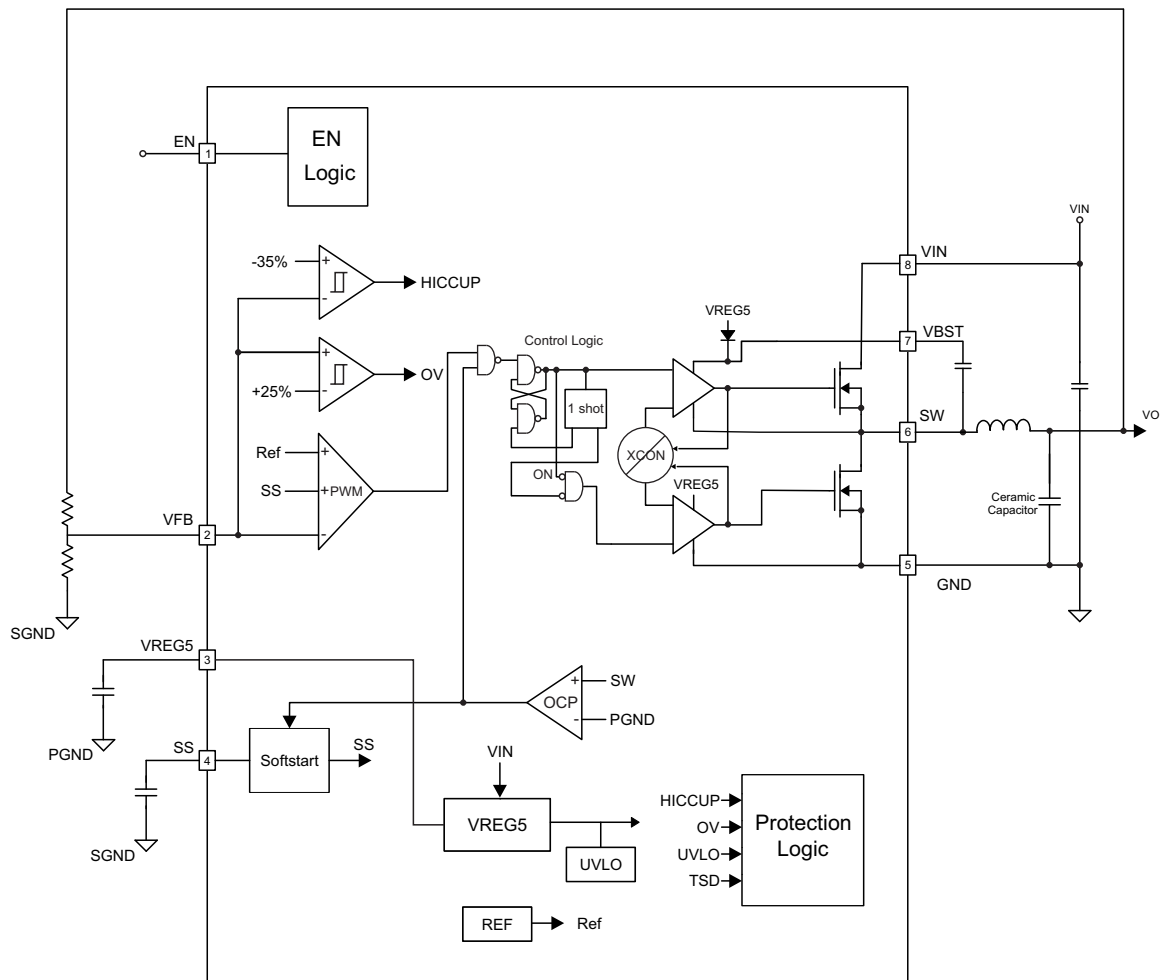 EN
1
EN
Logic
VIN
-35%
+
-
HICCUP
VIN
8
VREG5
VBST
7
Control Logic
+
+25%
-
OV
1 shot
SW
6
VO
Ref
+
SS
+
PWM
-
XCON
ON
VREG5
Ceramic
Capacitor
VFB
2
5
GND
SGND
VREG5
3
+
SW
OCP
-
PGND
PGND
SS
4
Softstart
SS
VIN
SGND
VREG5
UVLO
HICCUP
OV
UVLO
TSD
Protection
Logic
REF
Ref